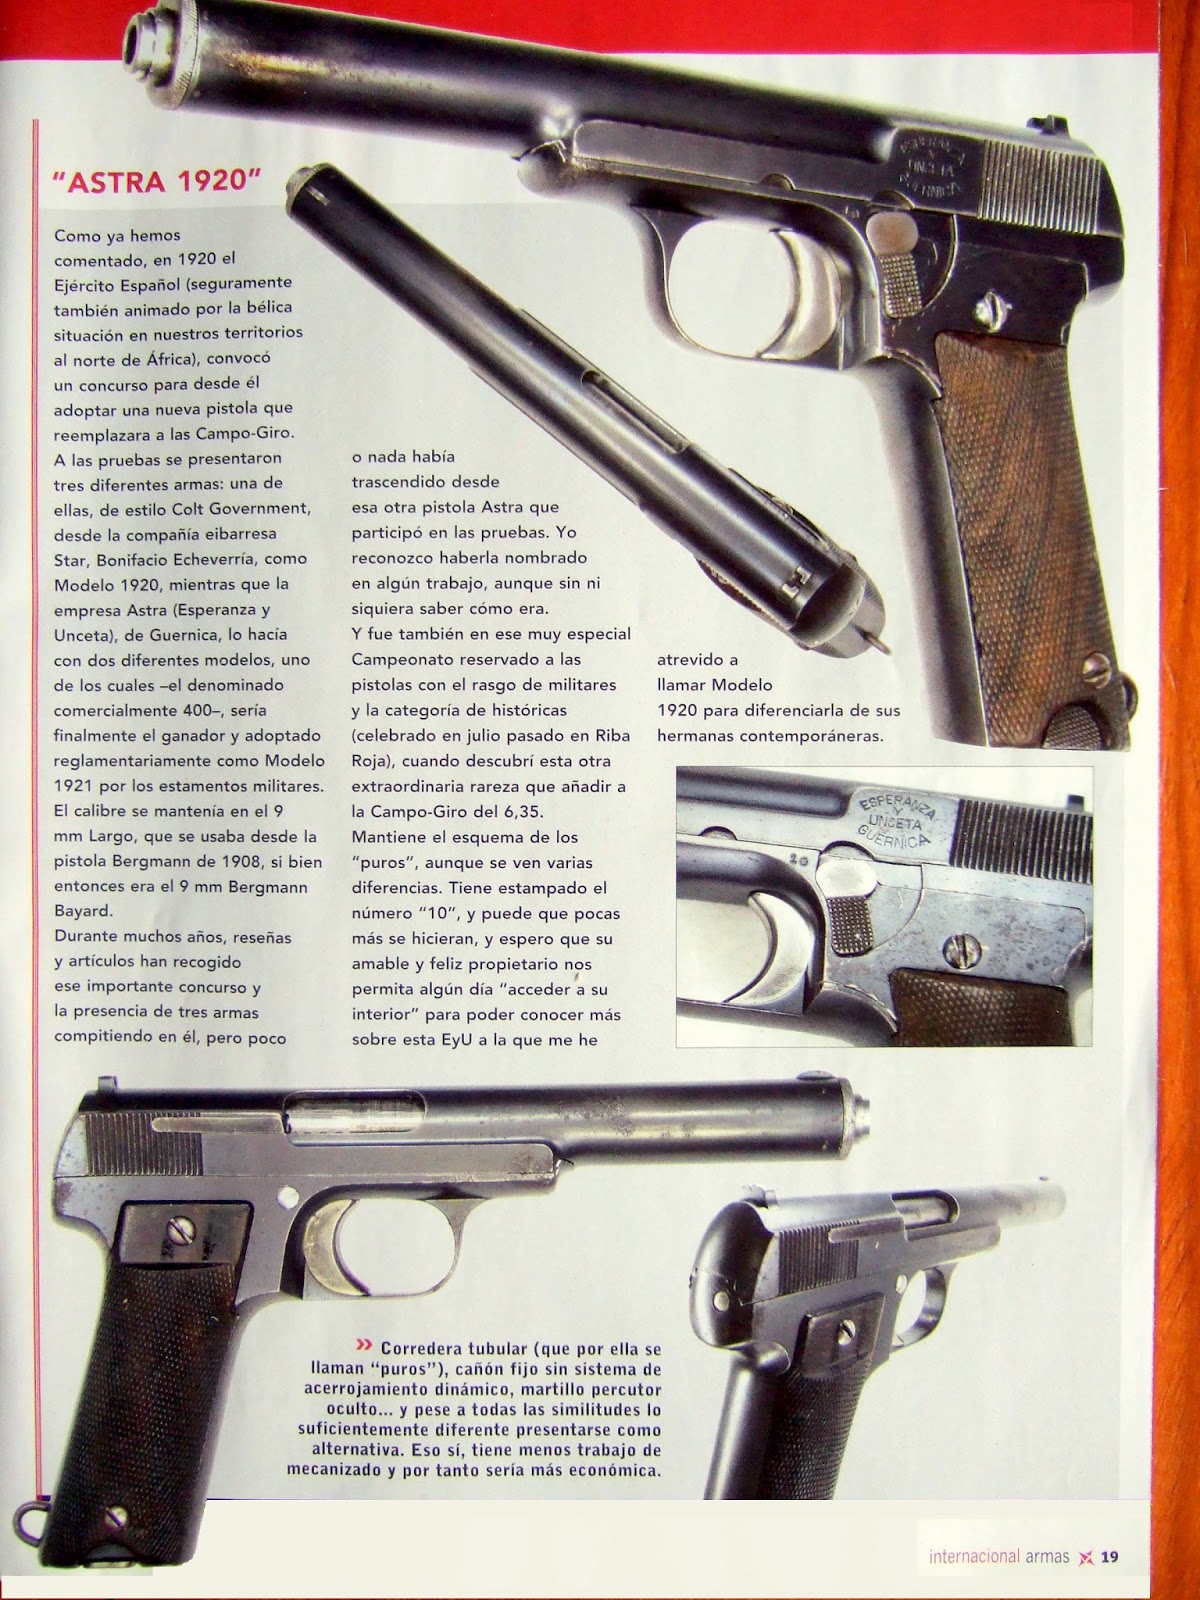 "ASTRA 1920"
Como ya hemos
comentado, en 1920 el
Ejército Español (seguramente
también animado por la bélica
situación en nuestros territorios
al norte de África), convocó
un concurso para desde él
adoptar una nueva pistola que
reemplazara a las Campo-Giro.
A las pruebas se presentaron
tres diferentes armas: una de
ellas, de estilo Colt Government,
desde la compañía eibarresa
Star, Bonifacio Echeverría, como
Modelo 1920, mientras que la
empresa Astra (Esperanza y
Unceta), de Guernica, lo hacía
con dos diferentes modelos, uno
de los cuales –el denominado
comercialmente 400–, sería
finalmente el ganador y adoptado
reglamentariamente como Modelo
1921 por los estamentos militares.
El calibre se mantenía en el 9
mm Largo, que se usaba desde la
pistola Bergmann de 1908, si bien
entonces era el 9 mm Bergmann
Bayard.
Durante muchos años, reseñas
y artículos han recogido
ese importante concurso y
la presencia de tres armas
compitiendo en él, pero poco
o nada había
trascendido desde
esa otra pistola Astra que
participó en las pruebas. Yo
reconozco haberla nombrado
en algún trabajo, aunque sin ni
siquiera saber cómo era.
Y fue también en ese muy especial
Campeonato reservado a las
pistolas con el rasgo de militares
y la categoría de históricas
(celebrado en julio pasado en Riba
Roja), cuando descubrí esta otra
extraordinaria rareza que añadir a
la Campo-Giro del 6,35.
Mantiene el esquema de los
"puros", aunque se ven varias
diferencias. Tiene estampado el
número "10", y puede que pocas
más se hicieran, y espero que su
amable y feliz propietario nos
permita algún día "acceder a su
interior" para poder conocer más
sobre esta EyU a la que me he
atrevido a
llamar Modelo
1920 para diferenciarla de sus
hermanas contemporáneras.
ESPERANZA
Y
UNCETA
GUERNICA
10
ESPERANZA
Y
UNCETA
GUERNICA
10
» Corredera tubular (que por ella se
llaman "puros"), cañón fijo sin sistema de
acerrojamiento dinámico, martillo percutor
oculto... y pese a todas las similitudes lo
suficientemente diferente presentarse como
alternativa. Eso sí, tiene menos trabajo de
mecanizado y por tanto sería más económica.
internacional armas 19